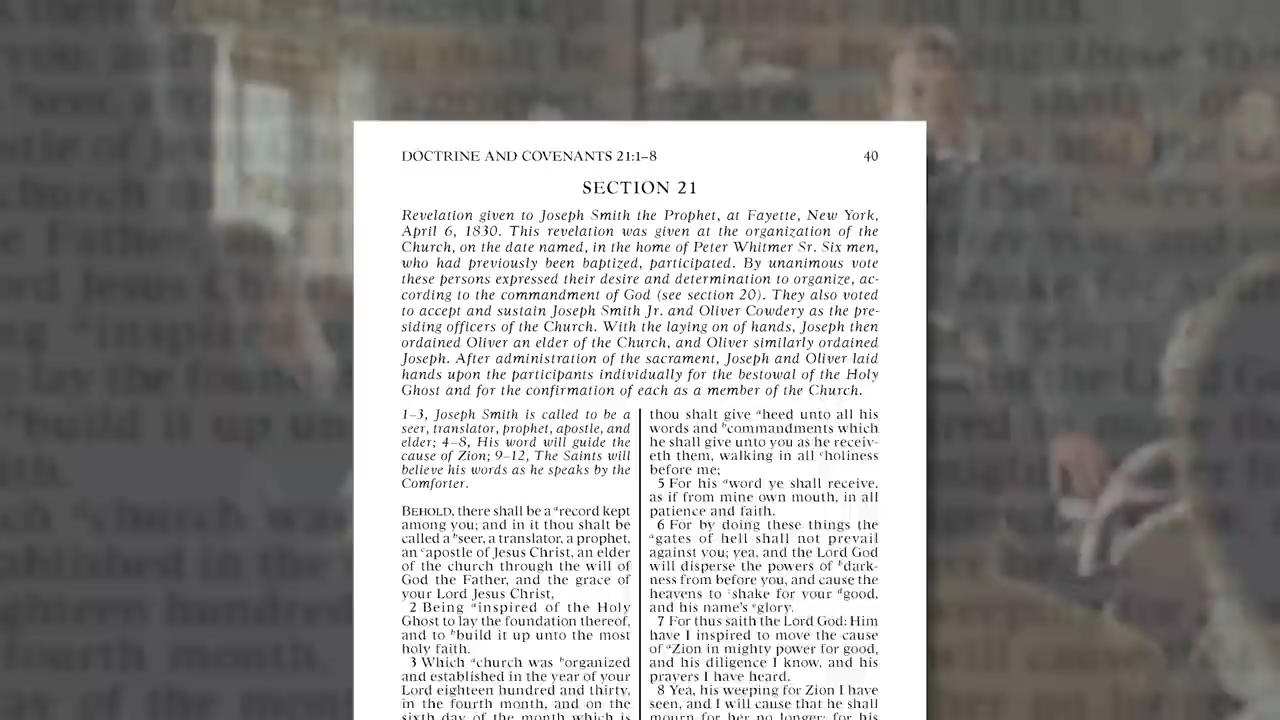 DOCTRINE AND COVENANTS 21:1–8 40
SECTION 21
Revelation given to Joseph Smith the Prophet, at Fayette, New York,
April 6, 1830. This revelation was given at the organization of the
Church, on the date named, in the home of Peter Whitmer Sr. Six men,
who had previously been baptized, participated. By unanimous vote
these persons expressed their desire and determination to organize, ac-
cording to the commandment of God (see section 20). They also voted
to accept and sustain Joseph Smith Jr. and Oliver Cowdery as the pre-
siding officers of the Church. With the laying on of hands, Joseph then
ordained Oliver an elder of the Church, and Oliver similarly ordained
Joseph. After administration of the sacrament, Joseph and Oliver laid
hands upon the participants individually for the bestowal of the Holy
Ghost and for the confirmation of each as a member of the Church.
1–3, Joseph Smith is called to be a
seer, translator, prophet, apostle, and
elder; 4–8, His word will guide the
cause of Zion; 9–12, The Saints will
believe his words as he speaks by the
Comforter.
BEHOLD, there shall be a ᵃrecord kept
among you; and in it thou shalt be
called a ᵇseer, a translator, a prophet,
an ᶜapostle of Jesus Christ, an elder
of the church through the will of
God the Father, and the grace of
your Lord Jesus Christ,
2 Being ᵃinspired of the Holy
Ghost to lay the foundation thereof,
and to ᵇbuild it up unto the most
holy faith.
3 Which ᵃchurch was ᵇorganized
and established in the year of your
Lord eighteen hundred and thirty,
in the fourth month, and on the
sixth day of the month which is
thou shalt give ᵃheed unto all his
words and ᵇcommandments which
he shall give unto you as he receiv-
eth them, walking in all ᶜholiness
before me;
5 For his ᵃword ye shall receive,
as if from mine own mouth, in all
patience and faith.
6 For by doing these things the
ᵃgates of hell shall not prevail
against you; yea, and the Lord God
will disperse the powers of ᵇdark-
ness from before you, and cause the
heavens to ᶜshake for your ᵈgood,
and his name's ᵉglory.
7 For thus saith the Lord God: Him
have I inspired to move the cause
of ᵃZion in mighty power for good,
and his diligence I know, and his
prayers I have heard.
8 Yea, his weeping for Zion I have
seen, and I will cause that he shall
mourn for her no longer; for his